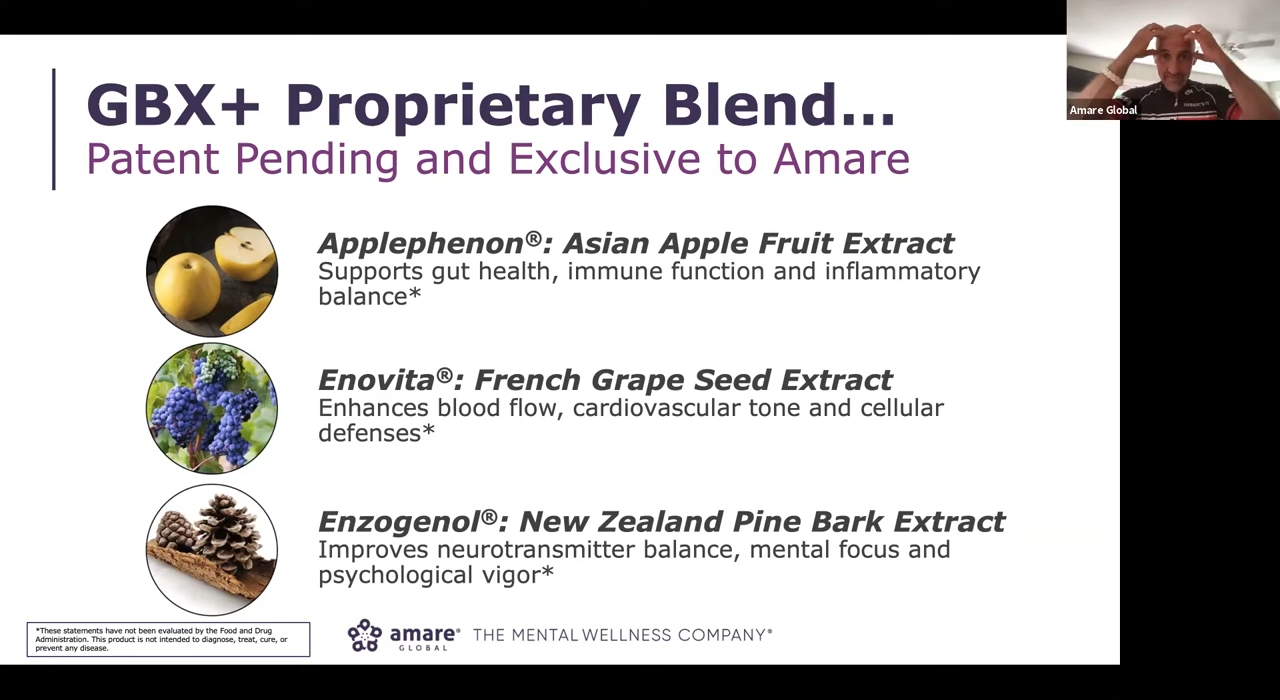 GBX+ Proprietary Blend...
Patent Pending and Exclusive to Amare
Amare Global
Applephenon®: Asian Apple Fruit Extract
Supports gut health, immune function and inflammatory
balance*
Enovita®: French Grape Seed Extract
Enhances blood flow, cardiovascular tone and cellular
defenses*
Enzogenol®: New Zealand Pine Bark Extract
Improves neurotransmitter balance, mental focus and
psychological vigor*
*These statements have not been evaluated by the Food and Drug
Administration. This product is not intended to diagnose, treat, cure, or
prevent any disease.
amare®
GLOBAL
THE MENTAL WELLNESS COMPANY®